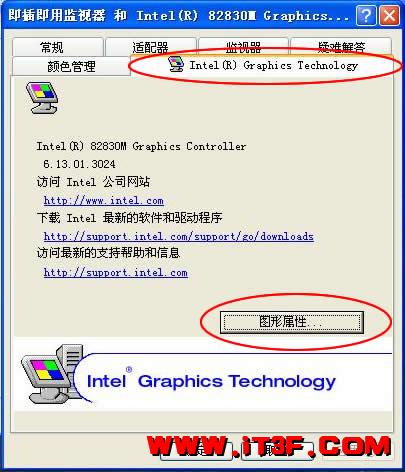 即插即用监视器 和 Intel(R) 82830M Graphics...
常规 适配器 监视器 疑难解答
颜色管理 Intel(R) Graphics Technology
Intel(R) 82830M Graphics Controller
6.13.01.3024
访问 Intel 公司网站
http://www.intel.com
下载 Intel 最新的软件和驱动程序
http://support.intel.com/support/go/downloads
访问最新的支持帮助和信息
http://support.intel.com
图形属性...
Intel® Graphics Technology
WWW.iT3F.COM